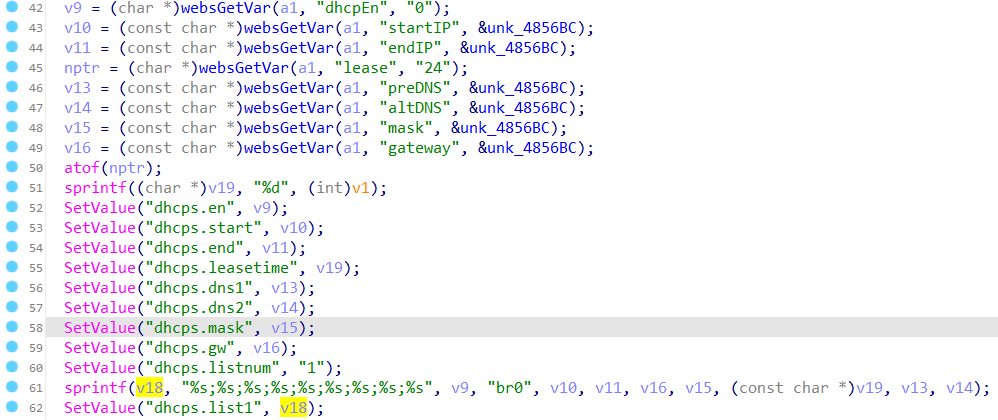 42 v9 = (char *)websGetVar(a1, "dhcpEn", "0");
43 v10 = (const char *)websGetVar(a1, "startIP", &unk_4856BC);
44 v11 = (const char *)websGetVar(a1, "endIP", &unk_4856BC);
45 nptr = (char *)websGetVar(a1, "lease", "24");
46 v13 = (const char *)websGetVar(a1, "preDNS", &unk_4856BC);
47 v14 = (const char *)websGetVar(a1, "altDNS", &unk_4856BC);
48 v15 = (const char *)websGetVar(a1, "mask", &unk_4856BC);
49 v16 = (const char *)websGetVar(a1, "gateway", &unk_4856BC);
50 atof(nptr);
51 sprintf((char *)v19, "%d", (int)v1);
52 SetValue("dhcps.en", v9);
53 SetValue("dhcps.start", v10);
54 SetValue("dhcps.end", v11);
55 SetValue("dhcps.leasetime", v19);
56 SetValue("dhcps.dns1", v13);
57 SetValue("dhcps.dns2", v14);
58 SetValue("dhcps.mask", v15);
59 SetValue("dhcps.gw", v16);
60 SetValue("dhcps.listnum", "1");
61 sprintf(v18, "%s;%s;%s;%s;%s;%s;%s;%s;%s", v9, "br0", v10, v11, v16, v15, (const char *)v19, v13, v14);
62 SetValue("dhcps.list1", v18);